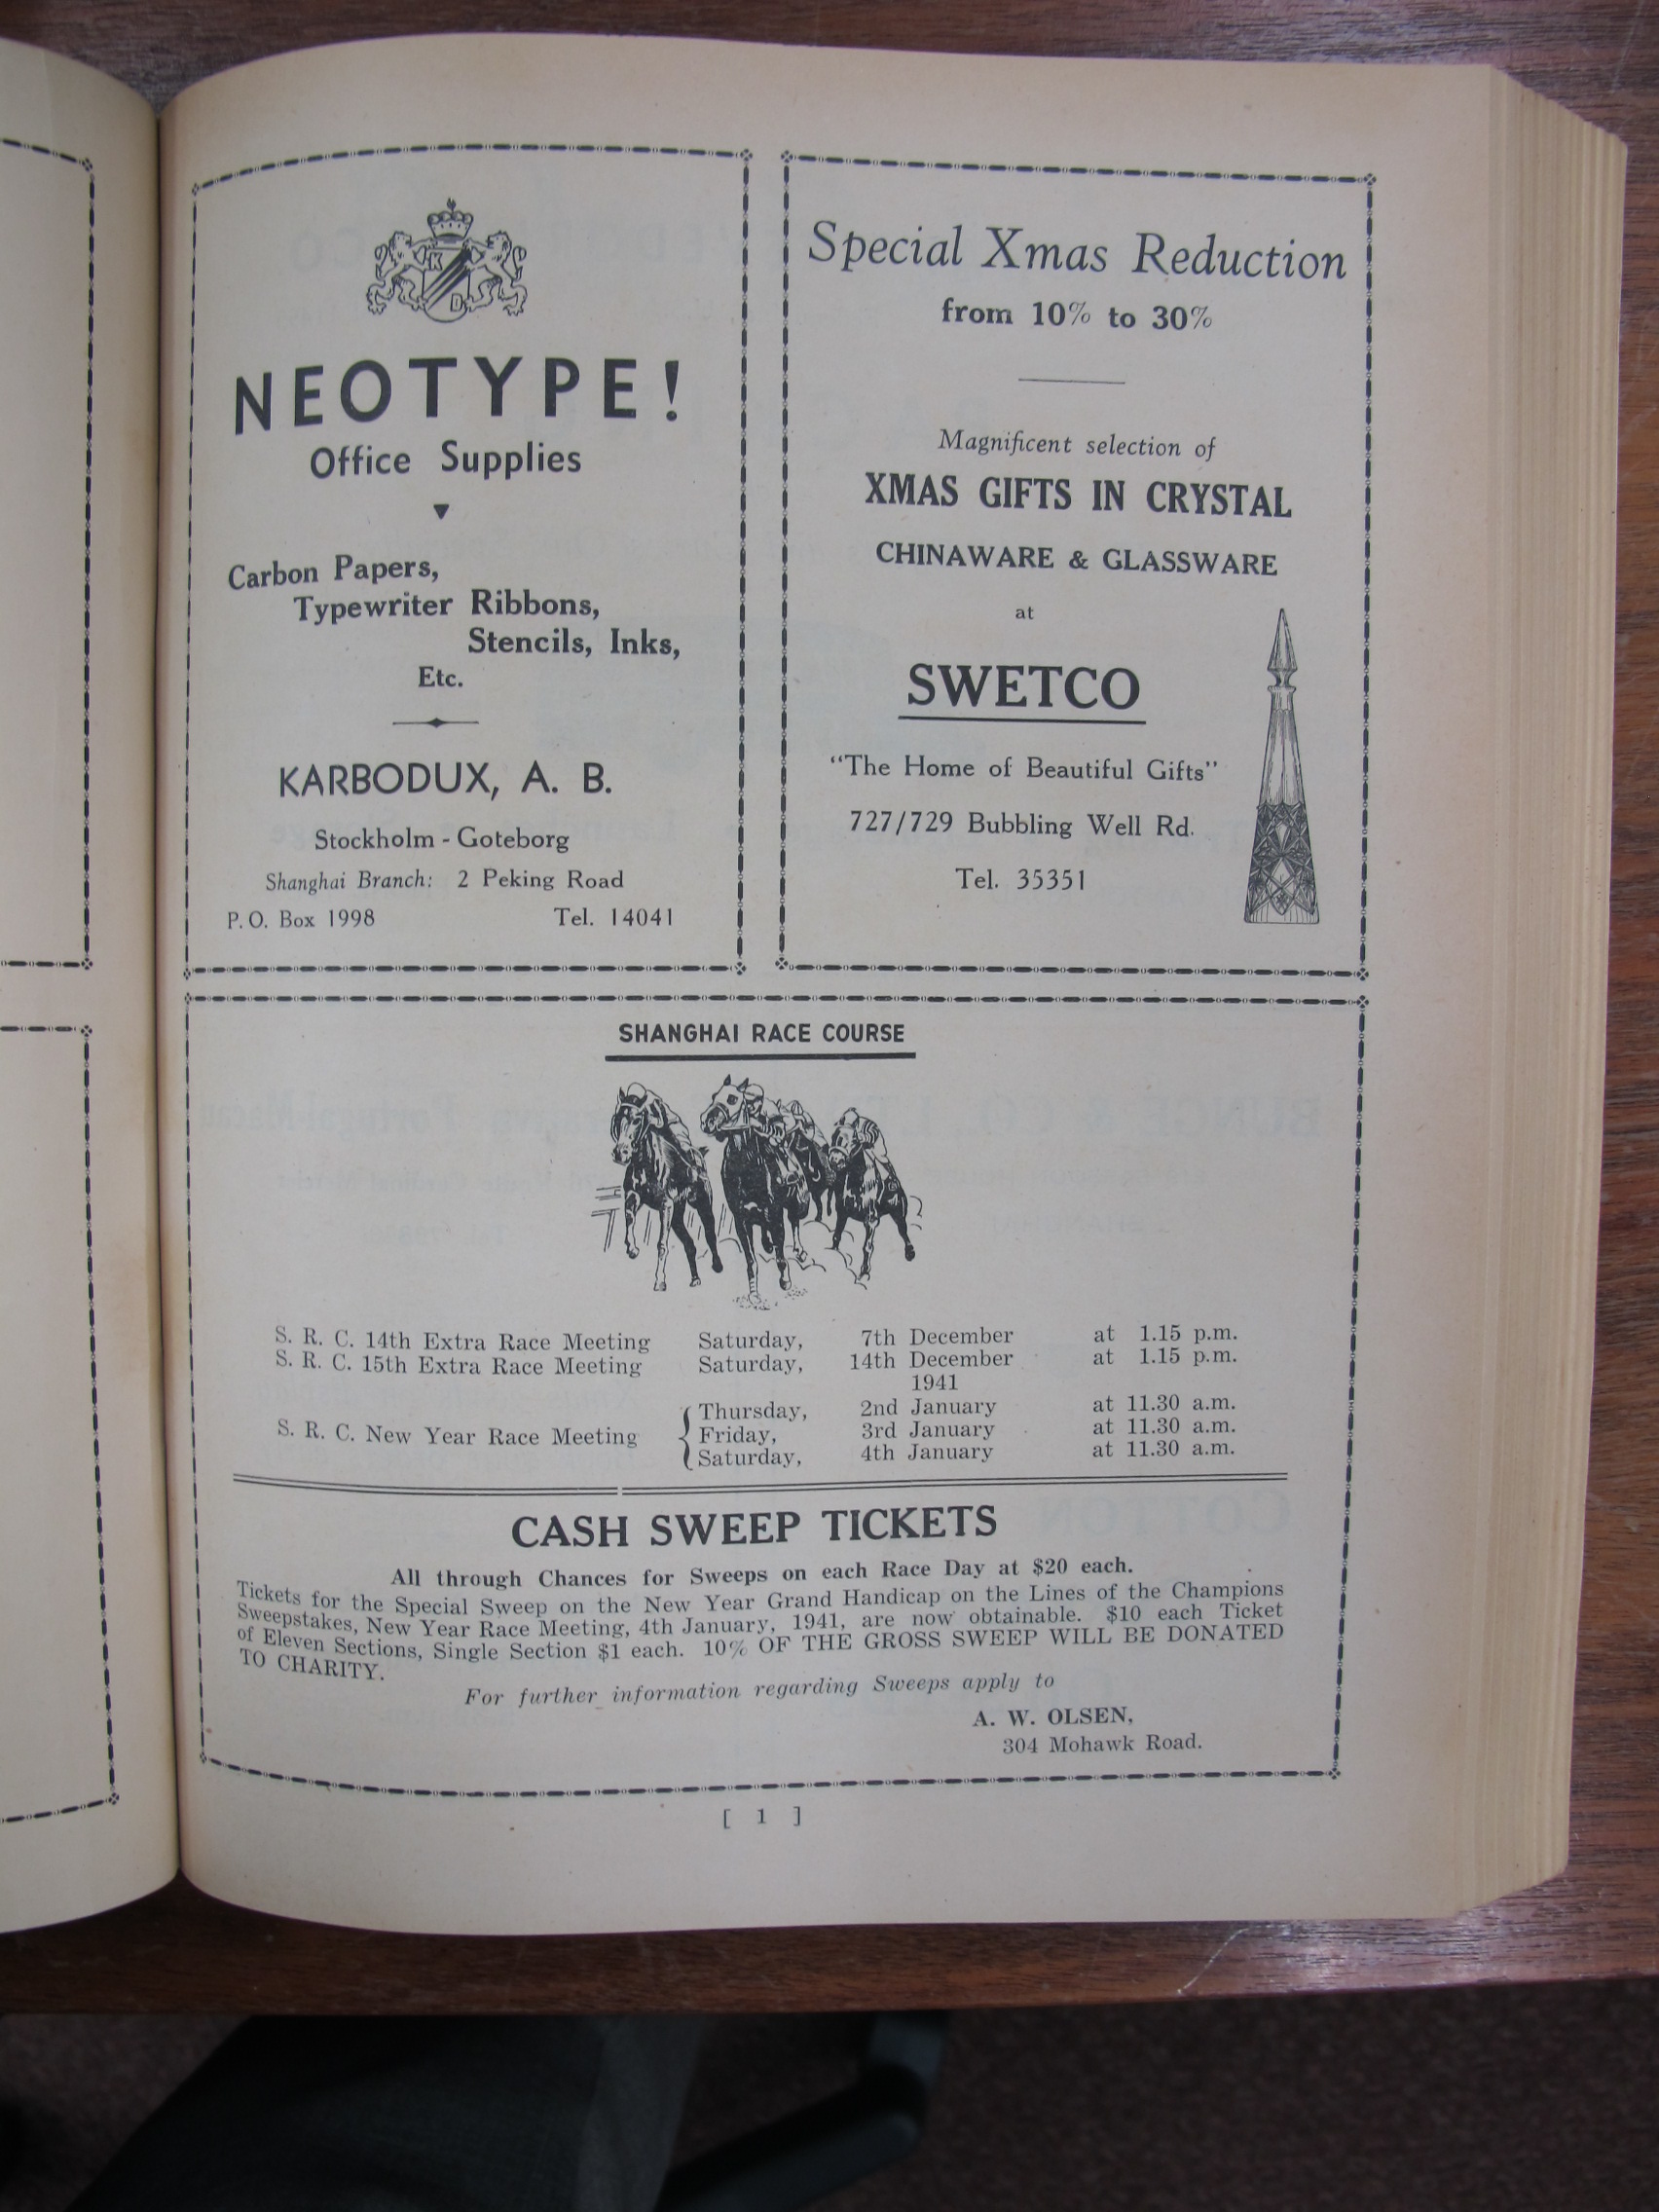 K
D
NEOTYPE!
Office Supplies
Carbon Papers,
Typewriter Ribbons,
Stencils, Inks,
Etc.
KARBODUX, A. B.
Stockholm - Goteborg
Shanghai Branch: 2 Peking Road
P. O. Box 1998 Tel. 14041
Special Xmas Reduction
from 10% to 30%
Magnificent selection of
XMAS GIFTS IN CRYSTAL
CHINAWARE & GLASSWARE
at
SWETCO
"The Home of Beautiful Gifts"
727/729 Bubbling Well Rd.
Tel. 35351
SHANGHAI RACE COURSE
S. R. C. 14th Extra Race Meeting Saturday, 7th December at 1.15 p.m.
S. R. C. 15th Extra Race Meeting Saturday, 14th December at 1.15 p.m.
1941
Thursday, 2nd January at 11.30 a.m.
S. R. C. New Year Race Meeting Friday, 3rd January at 11.30 a.m.
Saturday, 4th January at 11.30 a.m.
CASH SWEEP TICKETS
All through Chances for Sweeps on each Race Day at $20 each.
Tickets for the Special Sweep on the New Year Grand Handicap on the Lines of the Champions
Sweepstakes, New Year Race Meeting, 4th January, 1941, are now obtainable. $10 each Ticket
of Eleven Sections, Single Section $1 each. 10% OF THE GROSS SWEEP WILL BE DONATED
TO CHARITY.
For further information regarding Sweeps apply to
A. W. OLSEN,
304 Mohawk Road.
[ 1 ]